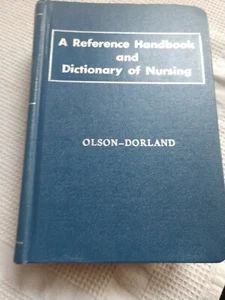 A Reference Handbook
and
Dictionary of Nursing
OLSON–DORLAND